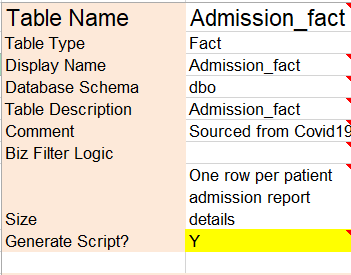 Table Name Admission_fact
Table Type Fact
Display Name Admission_fact
Database Schema dbo
Table Description Admission_fact
Comment Sourced from Covid19
Biz Filter Logic
One row per patient
admission report
Size details
Generate Script? Y